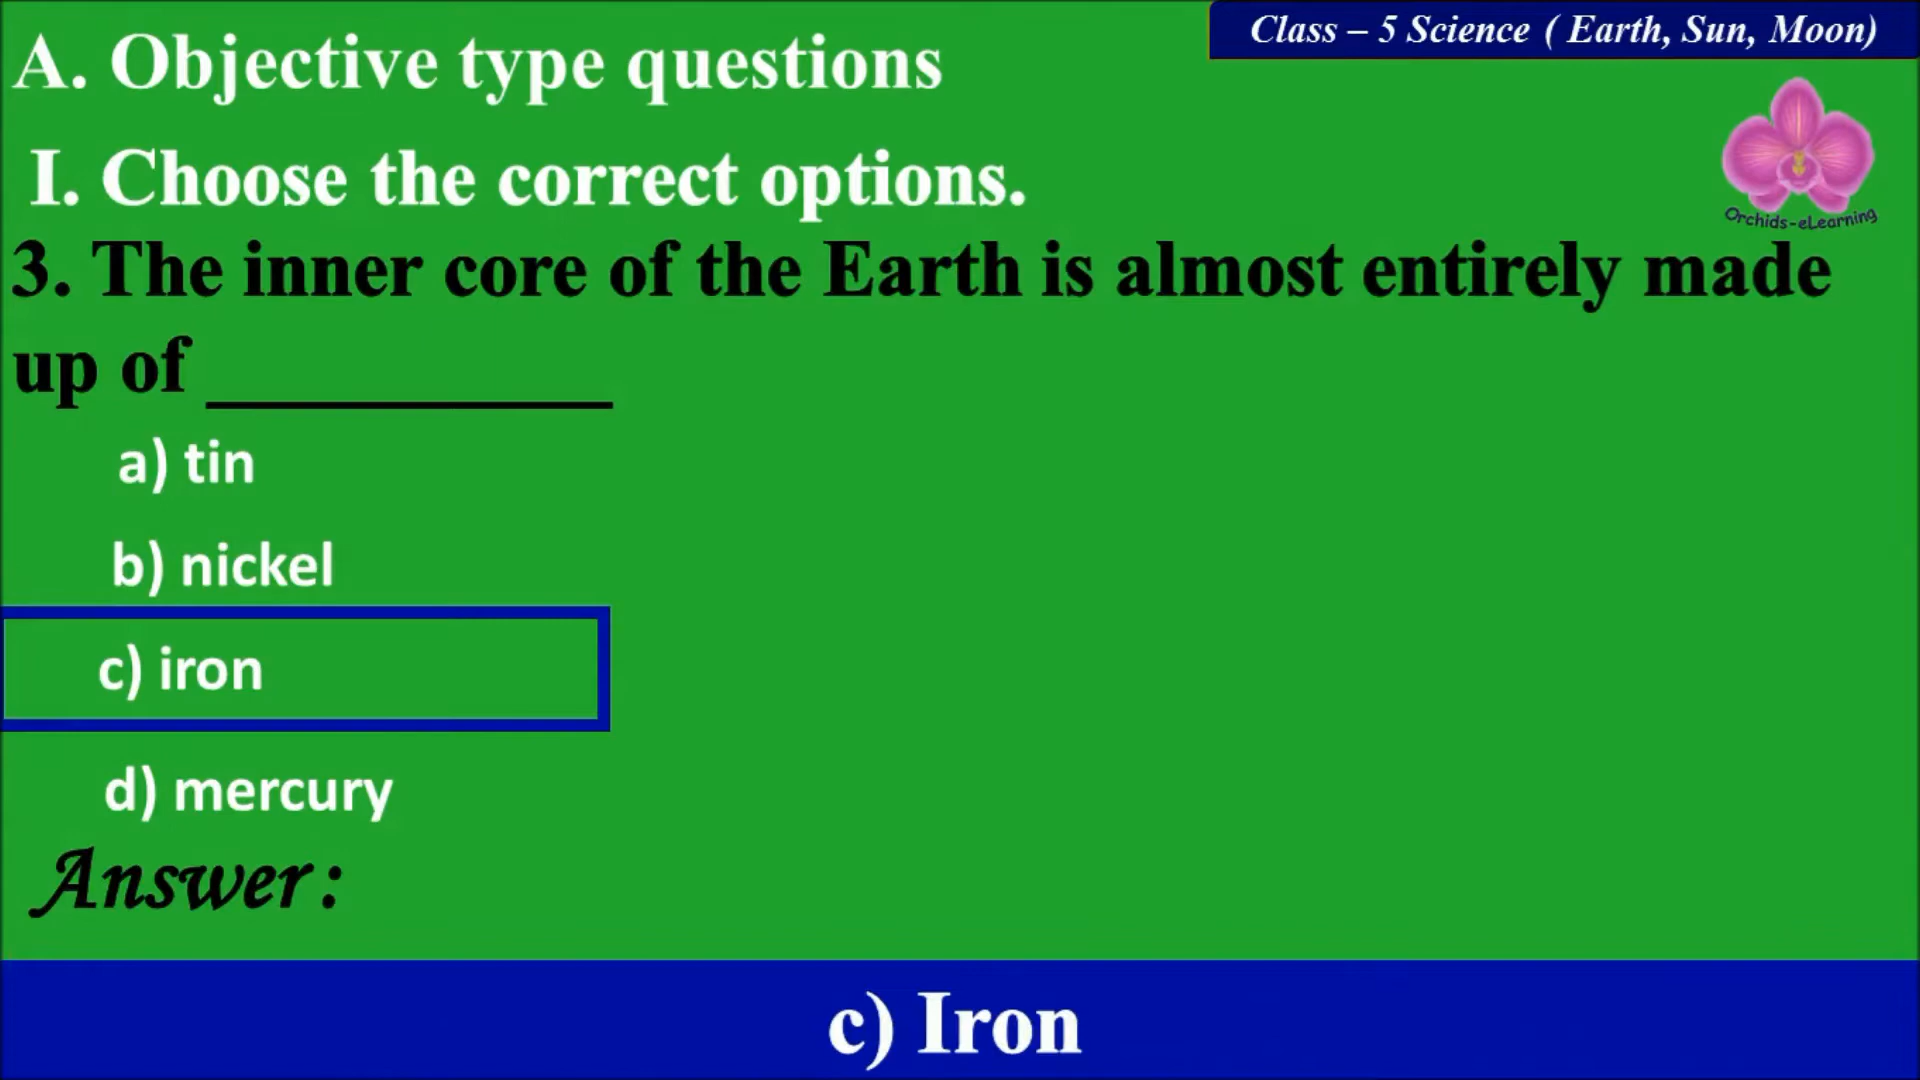 Class – 5 Science ( Earth, Sun, Moon)
A. Objective type questions
I. Choose the correct options.
Orchids-eLearning
3. The inner core of the Earth is almost entirely made
up of ___________
a) tin
b) nickel
c) iron
d) mercury
Answer:
c) Iron